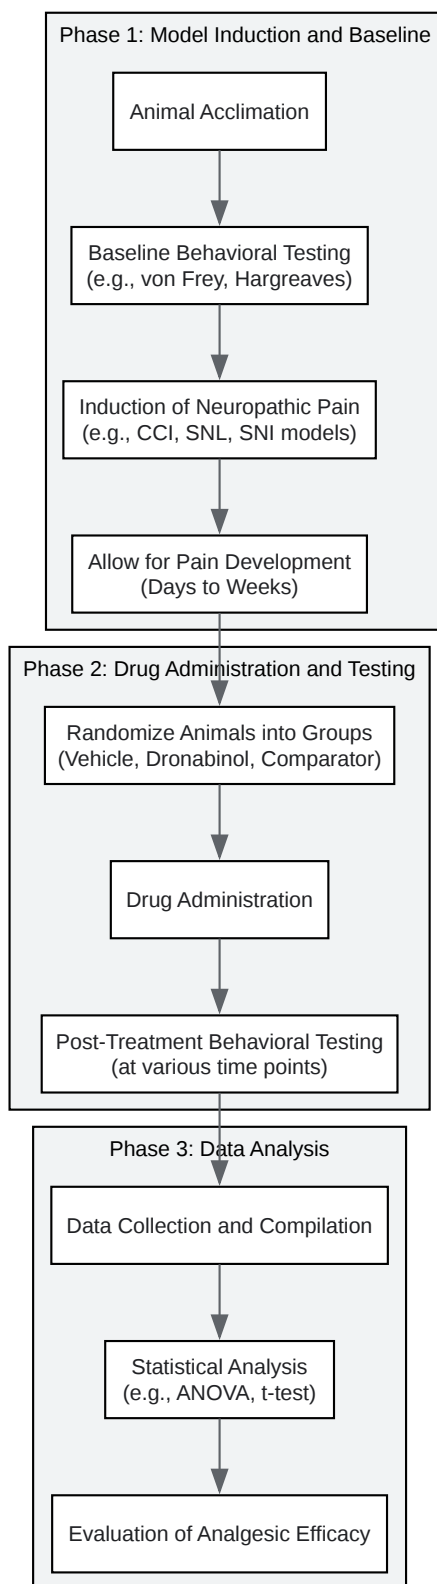 Phase 1: Model Induction and Baseline
Animal Acclimation
Baseline Behavioral Testing
(e.g., von Frey, Hargreaves)
Induction of Neuropathic Pain
(e.g., CCI, SNL, SNI models)
Allow for Pain Development
(Days to Weeks)
Phase 2: Drug Administration and Testing
Randomize Animals into Groups
(Vehicle, Dronabinol, Comparator)
Drug Administration
Post-Treatment Behavioral Testing
(at various time points)
Phase 3: Data Analysis
Data Collection and Compilation
Statistical Analysis
(e.g., ANOVA, t-test)
Evaluation of Analgesic Efficacy